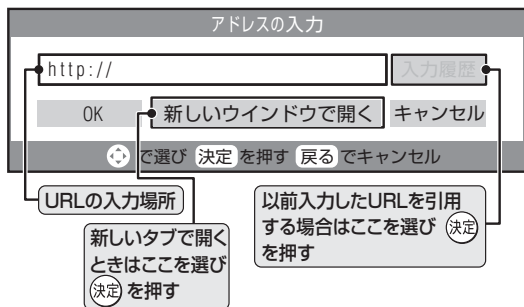 アドレスの入力
http://
入力履歴
OK
新しいウインドウで開く
キャンセル
で選び 決定 を押す 戻る でキャンセル
URLの入力場所
新しいタブで開く
ときはここを選び
決定 を押す
以前入力したURLを引用
する場合はここを選び 決定
を押す